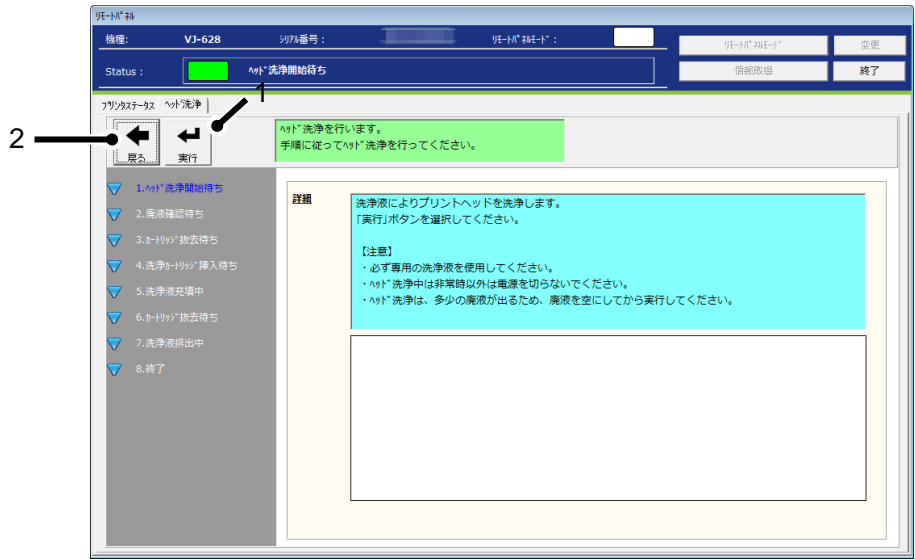 リモートパネル
機種: VJ-628 シリアル番号: リモートパネルモード: リモートパネルモード 変更
Status: ヘッド洗浄開始待ち 情報取得 終了
プリンタステータス ヘッド洗浄
1
2
戻る 実行
ヘッド洗浄を行います。
手順に従ってヘッド洗浄を行ってください。
1.ヘッド洗浄開始待ち
2.廃液確認待ち
3.カートリッジ抜去待ち
4.洗浄カートリッジ挿入待ち
5.洗浄液充填中
6.カートリッジ抜去待ち
7.洗浄液排出中
8.終了
詳細
洗浄液によりプリントヘッドを洗浄します。
「実行」ボタンを選択してください。
【注意】
・必ず専用の洗浄液を使用してください。
・ヘッド洗浄中は非常時以外は電源を切らないでください。
・ヘッド洗浄は、多少の廃液が出るため、廃液を空にしてから実行してください。